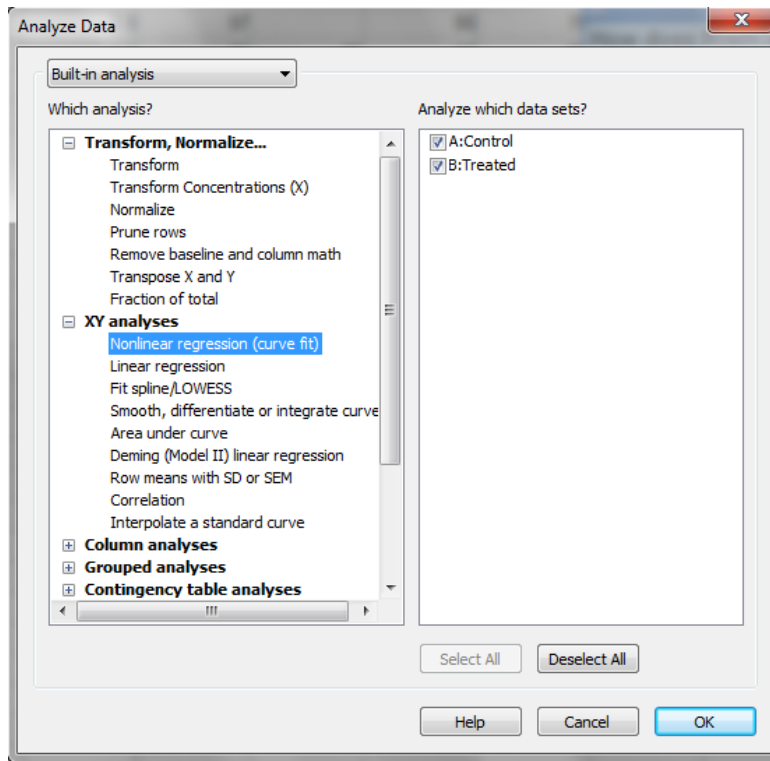 Analyze Data
Built-in analysis
Which analysis?
Transform, Normalize...
Transform
Transform Concentrations (X)
Normalize
Prune rows
Remove baseline and column math
Transpose X and Y
Fraction of total
XY analyses
Nonlinear regression (curve fit)
Linear regression
Fit spline/LOWESS
Smooth, differentiate or integrate curve
Area under curve
Deming (Model II) linear regression
Row means with SD or SEM
Correlation
Interpolate a standard curve
Column analyses
Grouped analyses
Contingency table analyses
Analyze which data sets?
A:Control
B:Treated
Select All
Deselect All
Help
Cancel
OK